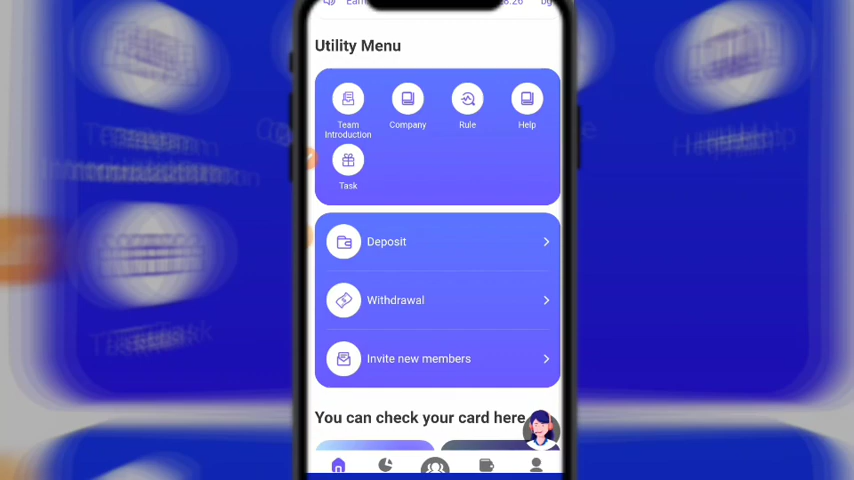 Utility Menu
Team Introduction
Company
Rule
Help
Task
Deposit
Withdrawal
Invite new members
You can check your card here